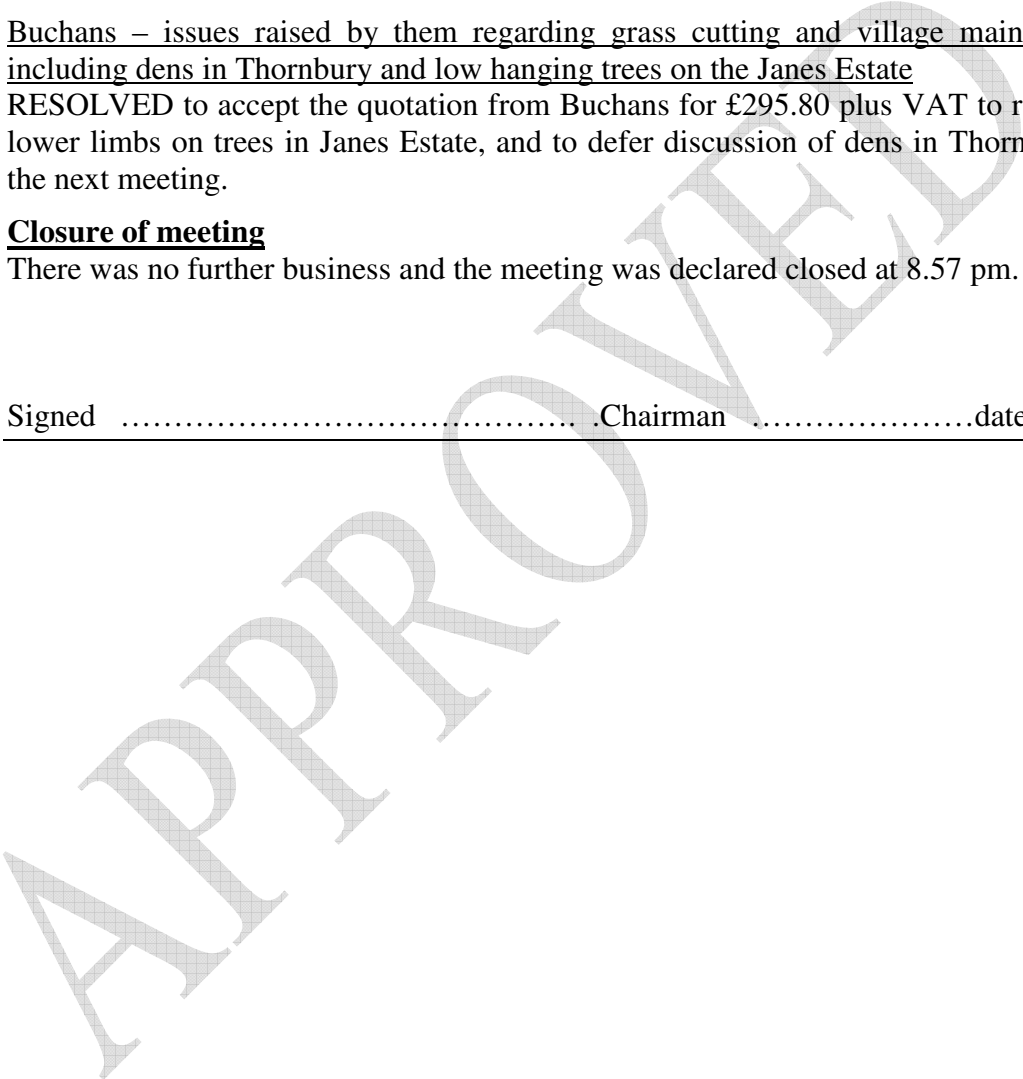 Buchans – issues raised by them regarding grass cutting and village main
including dens in Thornbury and low hanging trees on the Janes Estate
RESOLVED to accept the quotation from Buchans for £295.80 plus VAT to r
lower limbs on trees in Janes Estate, and to defer discussion of dens in Thorn
the next meeting.
Closure of meeting
There was no further business and the meeting was declared closed at 8.57 pm.
Signed ……………………………………. .Chairman …………………date
APPROVED